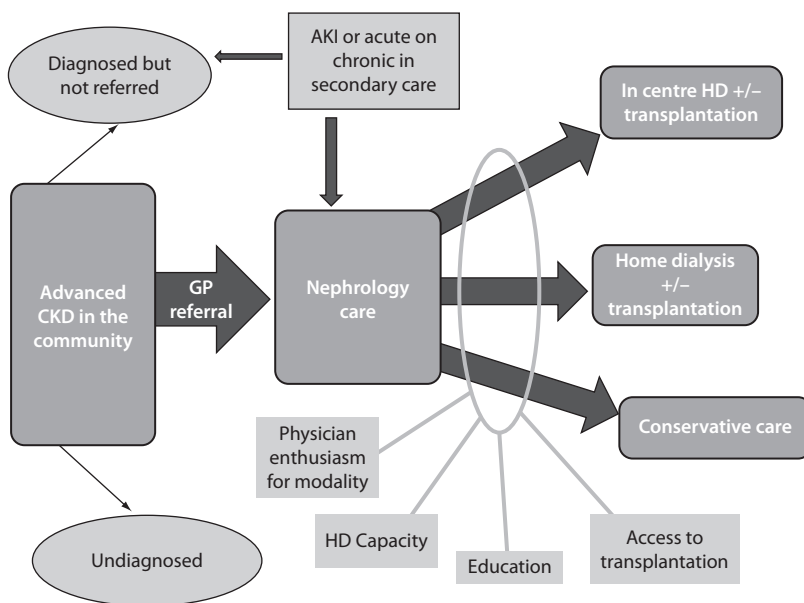 Diagnosed but
not referred
AKI or acute on
chronic in
secondary care
In centre HD +/–
transplantation
Advanced
CKD in the
community
GP
referral
Nephrology
care
Home dialysis
+/–
transplantation
Conservative care
Physician
enthusiasm
for modality
HD Capacity
Education
Access to
transplantation
Undiagnosed